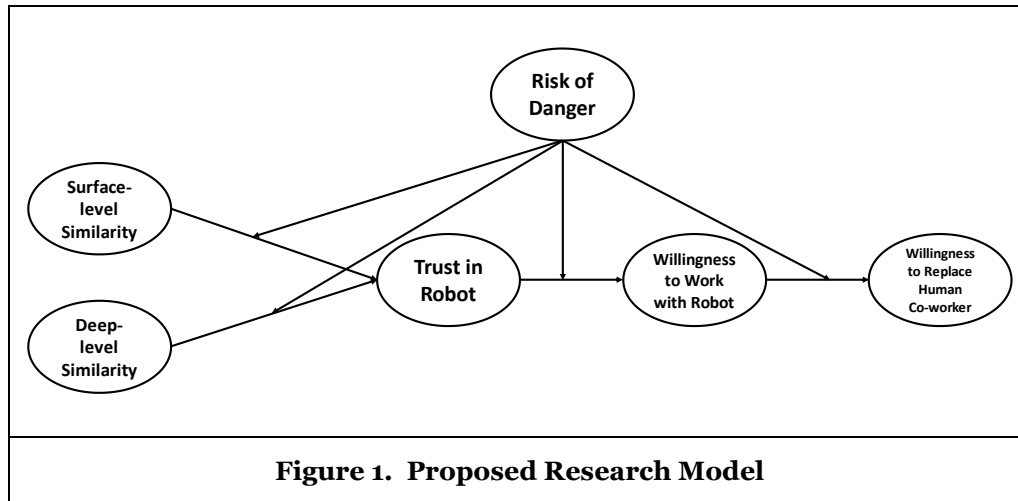 Risk of
Danger
Surface-
level
Similarity
Trust in
Robot
Willingness
to Work
with Robot
Willingness
to Replace
Human
Co-worker
Deep-
level
Similarity
Figure 1. Proposed Research Model